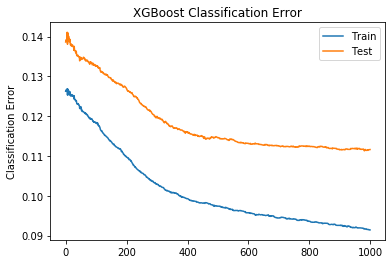 XGBoost Classification Error
Train
Test
Classification Error
0.14
0.13
0.12
0.11
0.10
0.09
0 200 400 600 800 1000